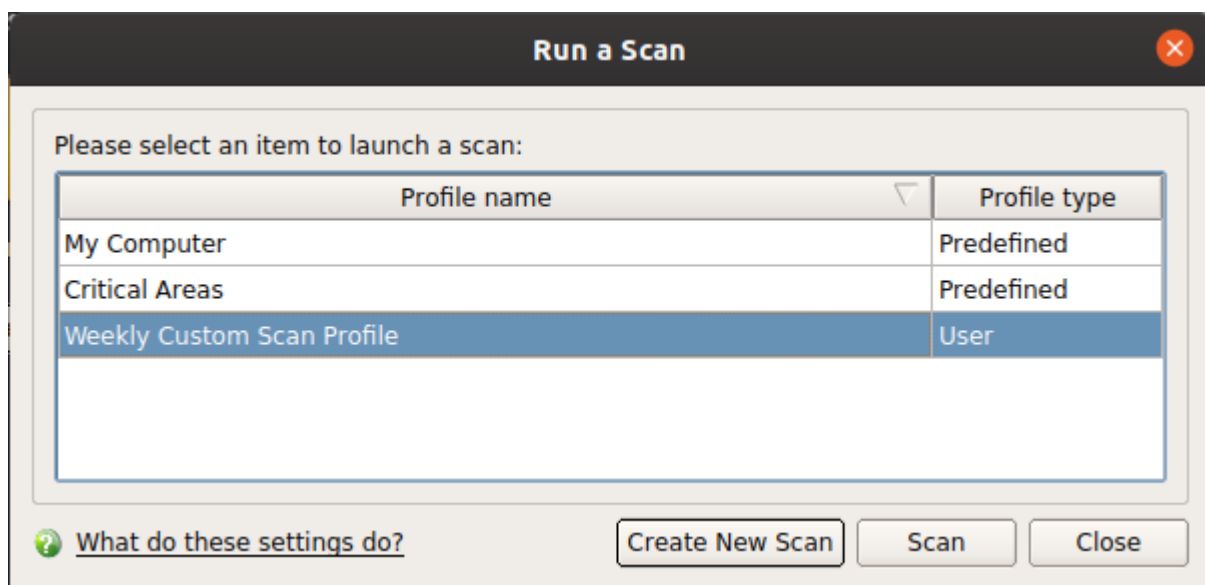 Run a Scan
Please select an item to launch a scan:
Profile name Profile type
My Computer Predefined
Critical Areas Predefined
Weekly Custom Scan Profile User
What do these settings do? Create New Scan Scan Close